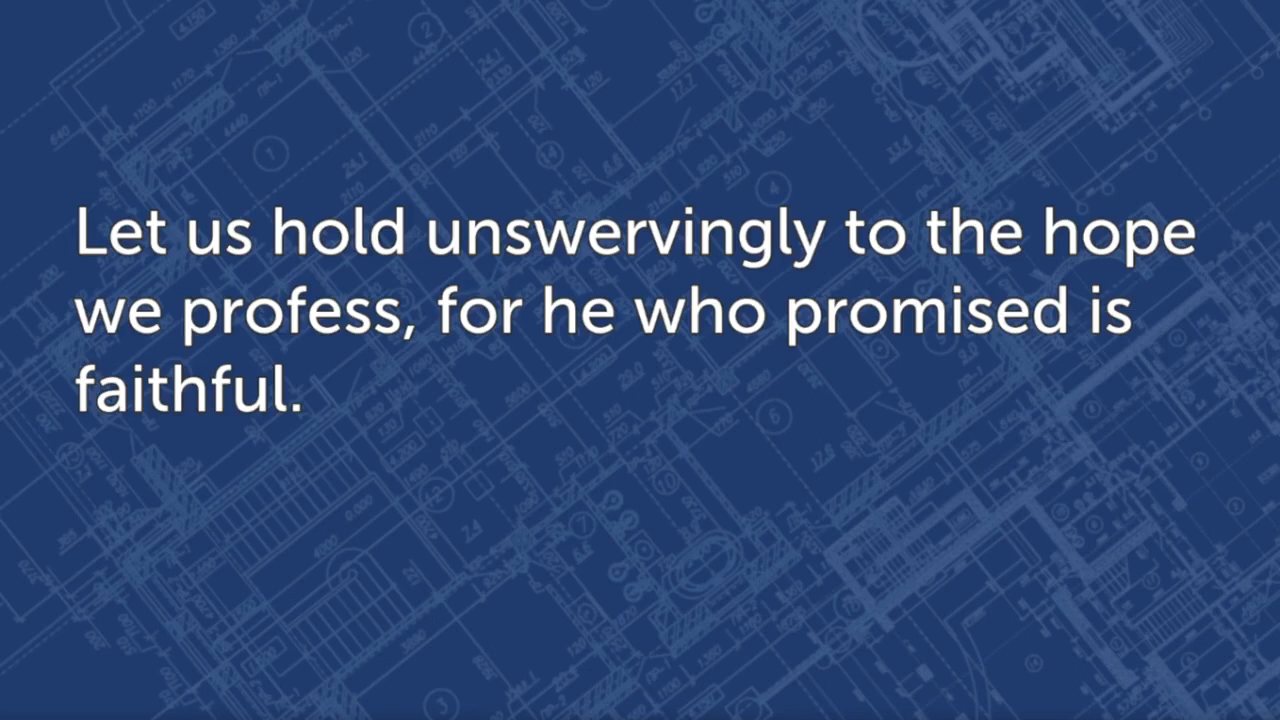 Let us hold unswervingly to the hope
we profess, for he who promised is
faithful.